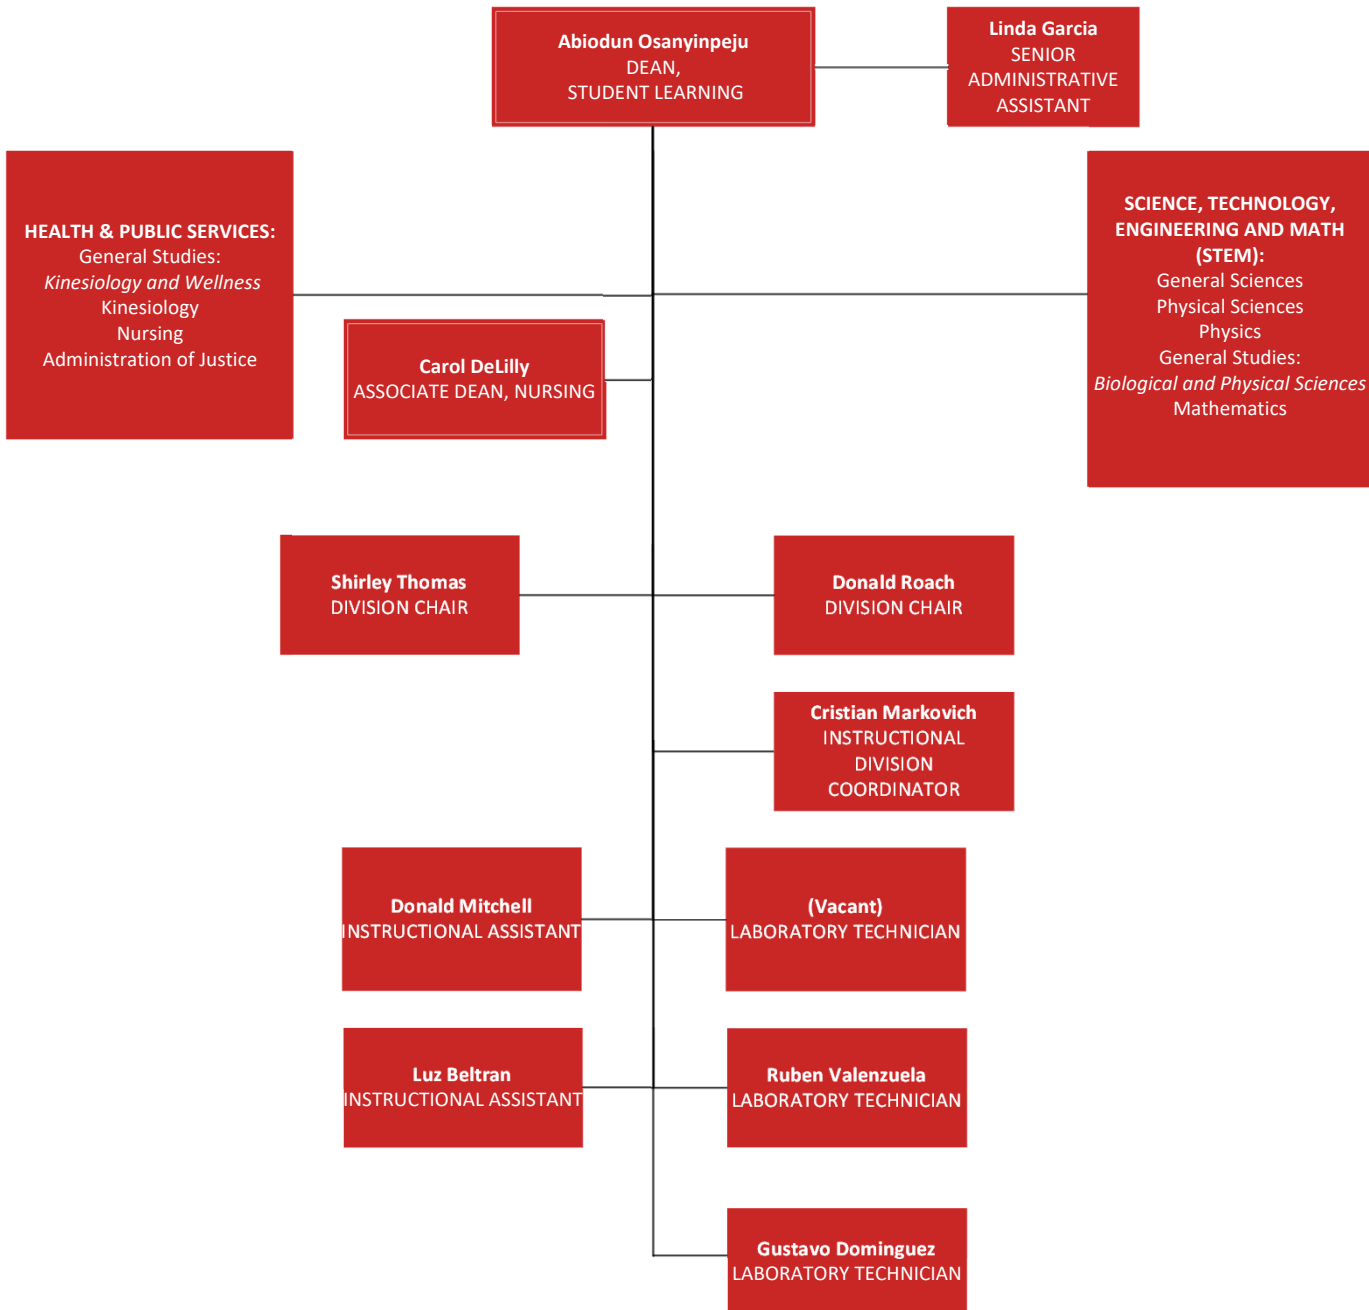 Abiodun Osanyinpeju
DEAN,
STUDENT LEARNING
Linda Garcia
SENIOR
ADMINISTRATIVE
ASSISTANT
HEALTH & PUBLIC SERVICES:
General Studies:
Kinesiology and Wellness
Kinesiology
Nursing
Administration of Justice
SCIENCE, TECHNOLOGY,
ENGINEERING AND MATH
(STEM):
General Sciences
Physical Sciences
Physics
General Studies:
Biological and Physical Sciences
Mathematics
Carol DeLilly
ASSOCIATE DEAN, NURSING
Shirley Thomas
DIVISION CHAIR
Donald Roach
DIVISION CHAIR
Cristian Markovich
INSTRUCTIONAL
DIVISION
COORDINATOR
Donald Mitchell
INSTRUCTIONAL ASSISTANT
(Vacant)
LABORATORY TECHNICIAN
Luz Beltran
INSTRUCTIONAL ASSISTANT
Ruben Valenzuela
LABORATORY TECHNICIAN
Gustavo Dominguez
LABORATORY TECHNICIAN